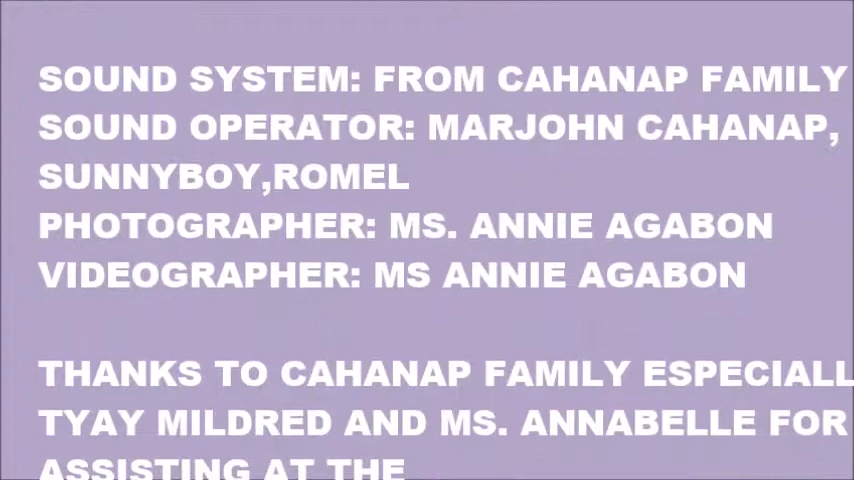 SOUND SYSTEM: FROM CAHANAP FAMILY
SOUND OPERATOR: MARJOHN CAHANAP,
SUNNYBOY,ROMEL
PHOTOGRAPHER: MS. ANNIE AGABON
VIDEOGRAPHER: MS ANNIE AGABON

THANKS TO CAHANAP FAMILY ESPECIALL
TYAY MILDRED AND MS. ANNABELLE FOR
ASSISTING AT THE